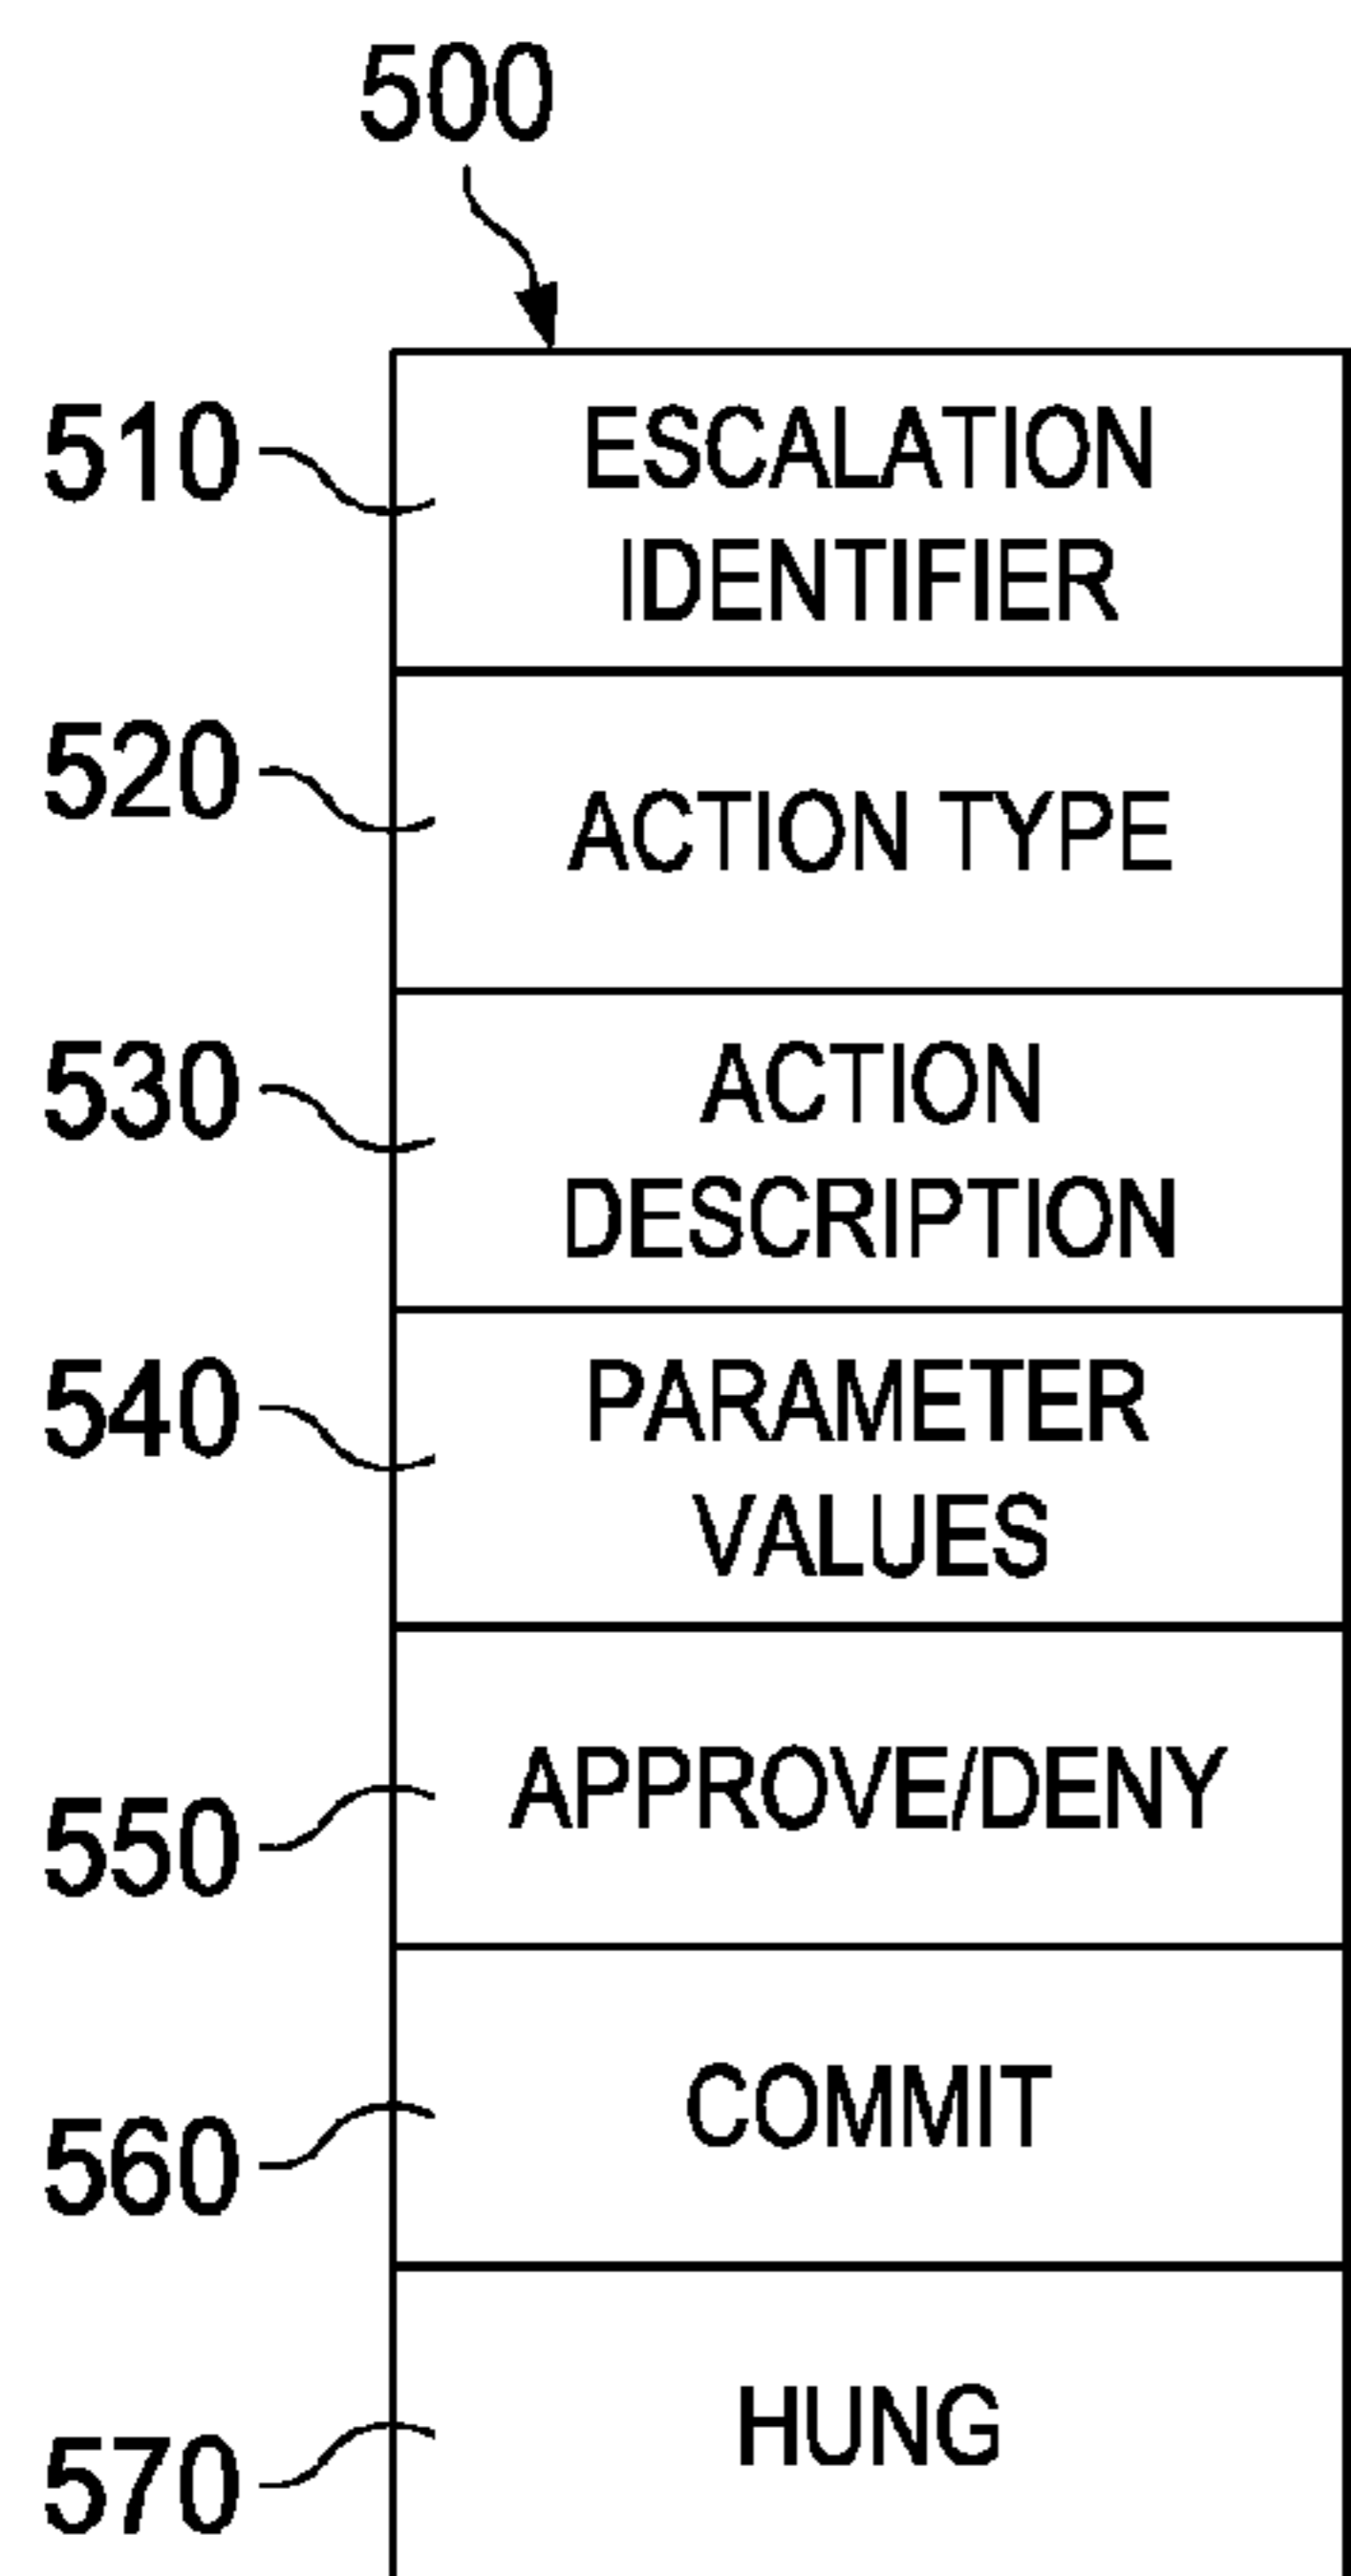 500
510
ESCALATION
IDENTIFIER
520
ACTION TYPE
530
ACTION
DESCRIPTION
540
PARAMETER
VALUES
550
APPROVE/DENY
560
COMMIT
570
HUNG